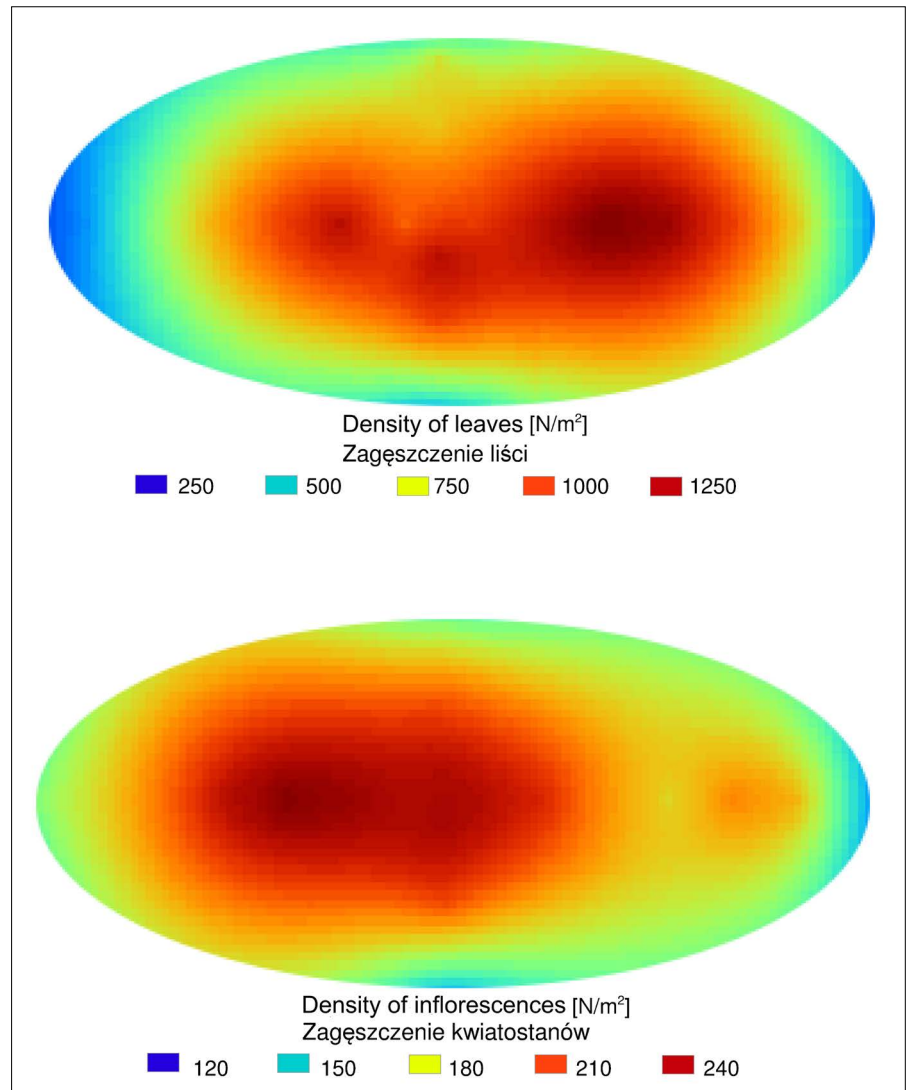 Density of leaves [N/m²]
Zagęszczenie liści
250 500 750 1000 1250
Density of inflorescences [N/m²]
Zagęszczenie kwiatostanów
120 150 180 210 240